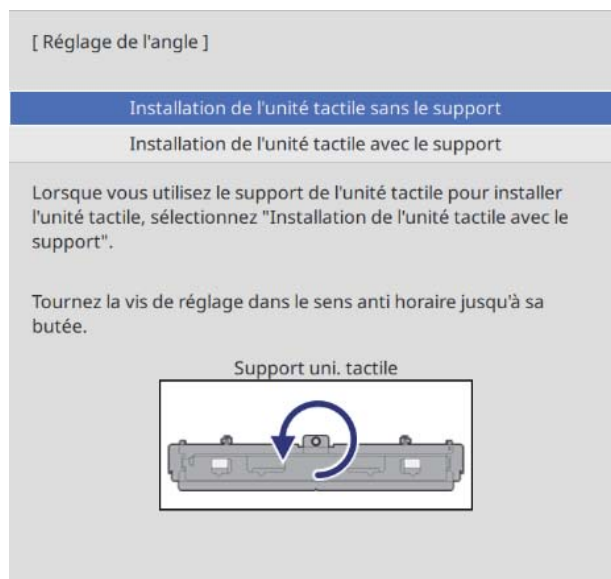 [ Réglage de l'angle ]
Installation de l'unité tactile sans le support
Installation de l'unité tactile avec le support
Lorsque vous utilisez le support de l'unité tactile pour installer
l'unité tactile, sélectionnez "Installation de l'unité tactile avec le
support".
Tournez la vis de réglage dans le sens anti horaire jusqu'à sa
butée.
Support uni. tactile